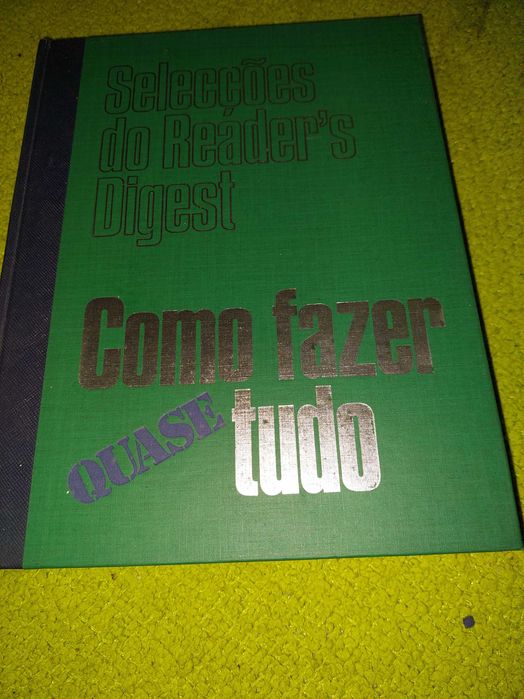 Selecções
do Reader's
Digest
Como fazer
QUASE tudo